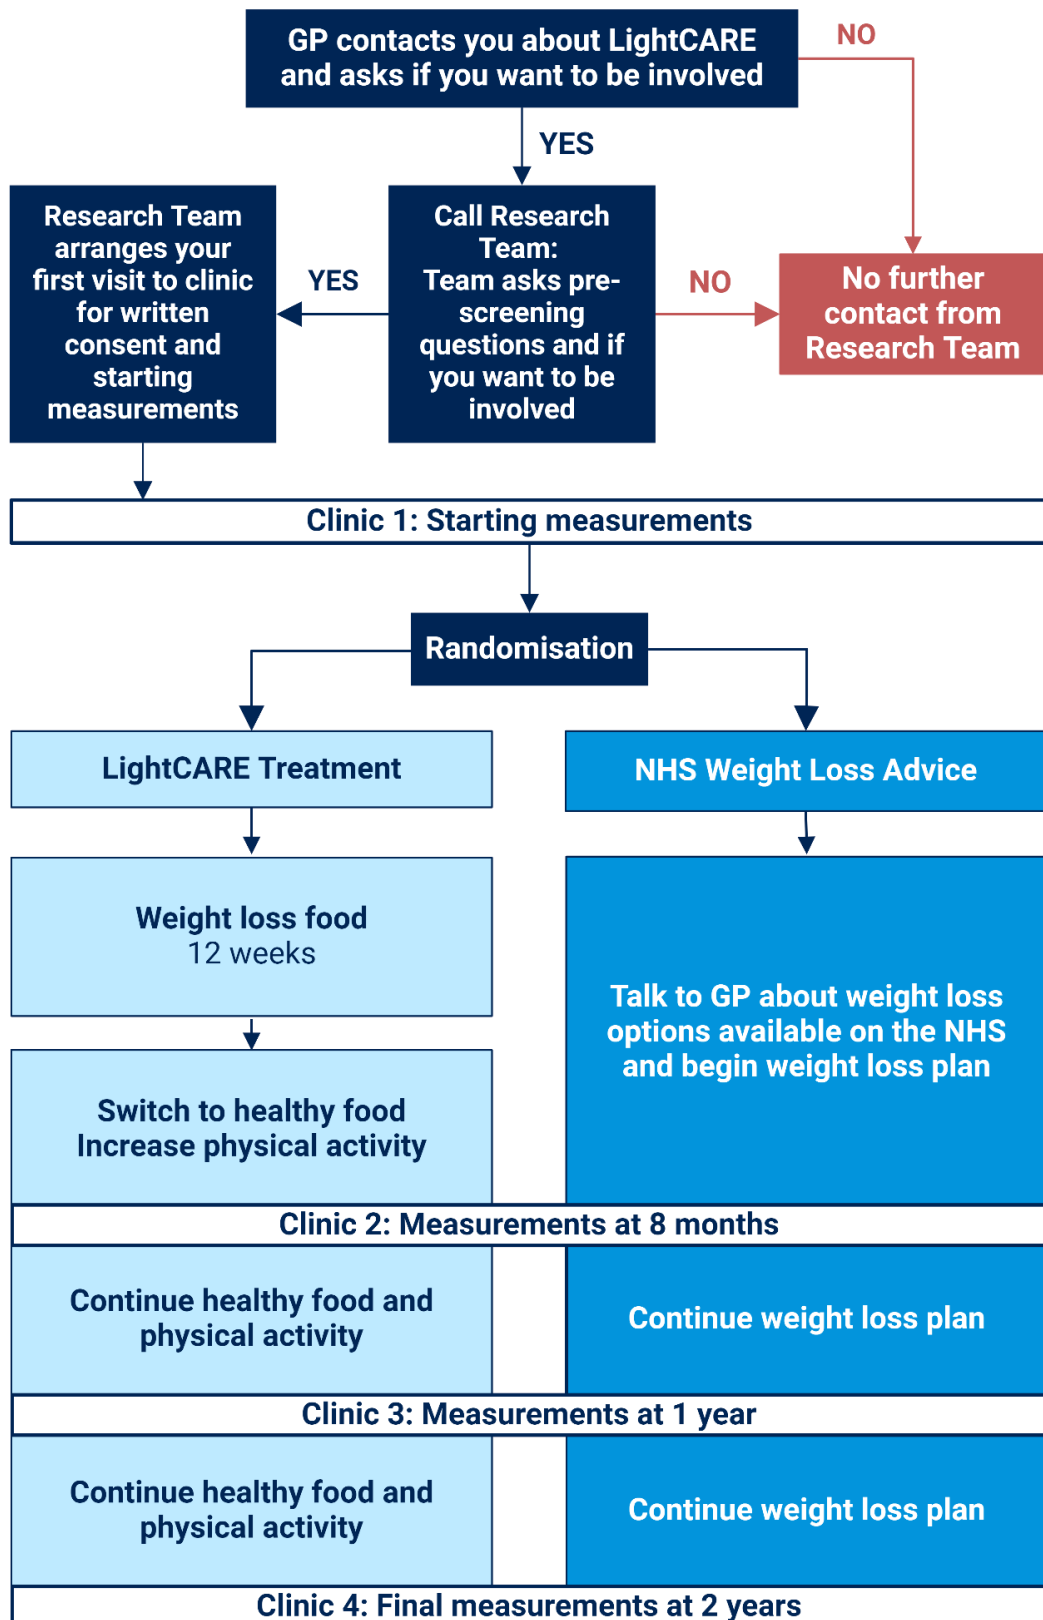 GP contacts you about LightCARE
and asks if you want to be involved
NO
YES
Research Team
arranges your
first visit to clinic
for written
consent and
starting
measurements
YES
Call Research
Team:
Team asks pre-
screening
questions and if
you want to be
involved
NO
No further
contact from
Research Team
Clinic 1: Starting measurements
Randomisation
LightCARE Treatment
NHS Weight Loss Advice
Weight loss food
12 weeks
Switch to healthy food
Increase physical activity
Talk to GP about weight loss
options available on the NHS
and begin weight loss plan
Clinic 2: Measurements at 8 months
Continue healthy food and
physical activity
Continue weight loss plan
Clinic 3: Measurements at 1 year
Continue healthy food and
physical activity
Continue weight loss plan
Clinic 4: Final measurements at 2 years